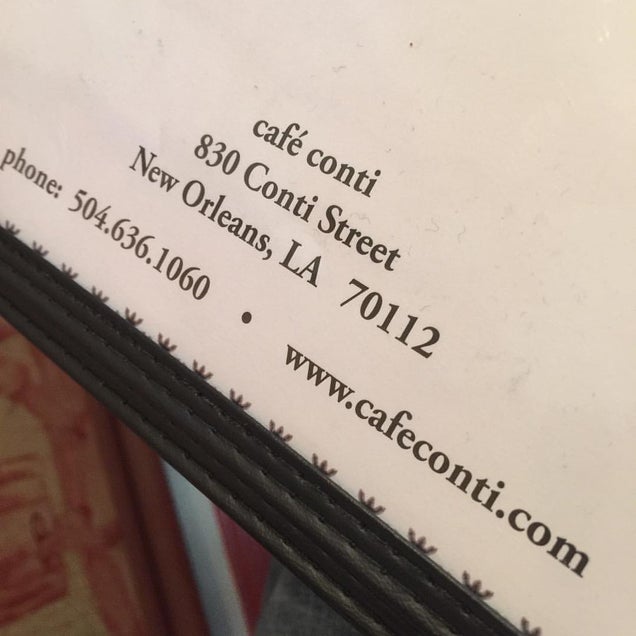 café conti
830 Conti Street
New Orleans, LA 70112
phone: 504.636.1060 • www.cafeconti.com